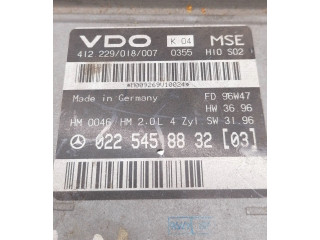 VDO K 04 MSE
412 229/018/007 0355 H10 S02
Made in Germany FD 96W47
HW 36 96
HM 0046 HM 2.0L 4 Zyl SW 31.96
022 545 88 32 [03]